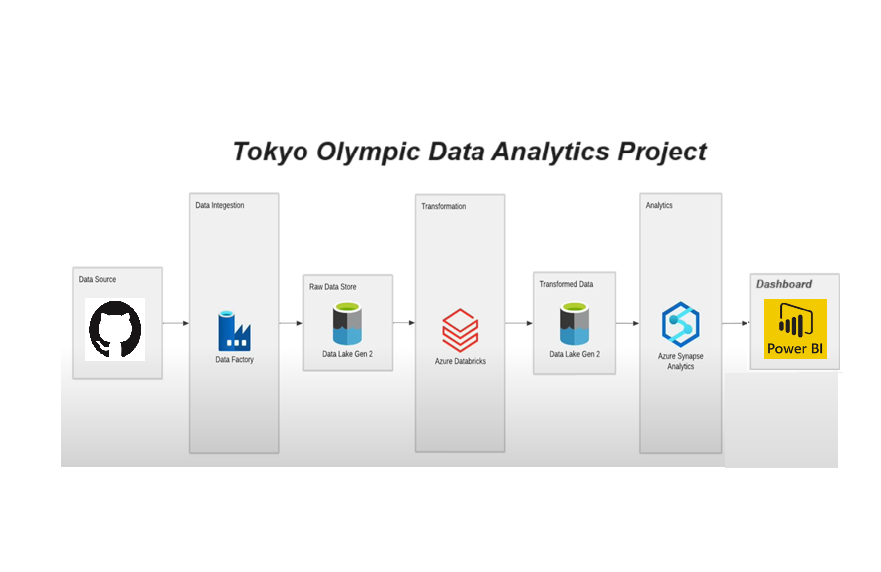 Tokyo Olympic Data Analytics Project
Data Source
Data Integestion
Data Factory
Raw Data Store
Data Lake Gen 2
Transformation
Azure Databricks
Transformed Data
Data Lake Gen 2
Analytics
Azure Synapse
Analytics
Dashboard
Power BI